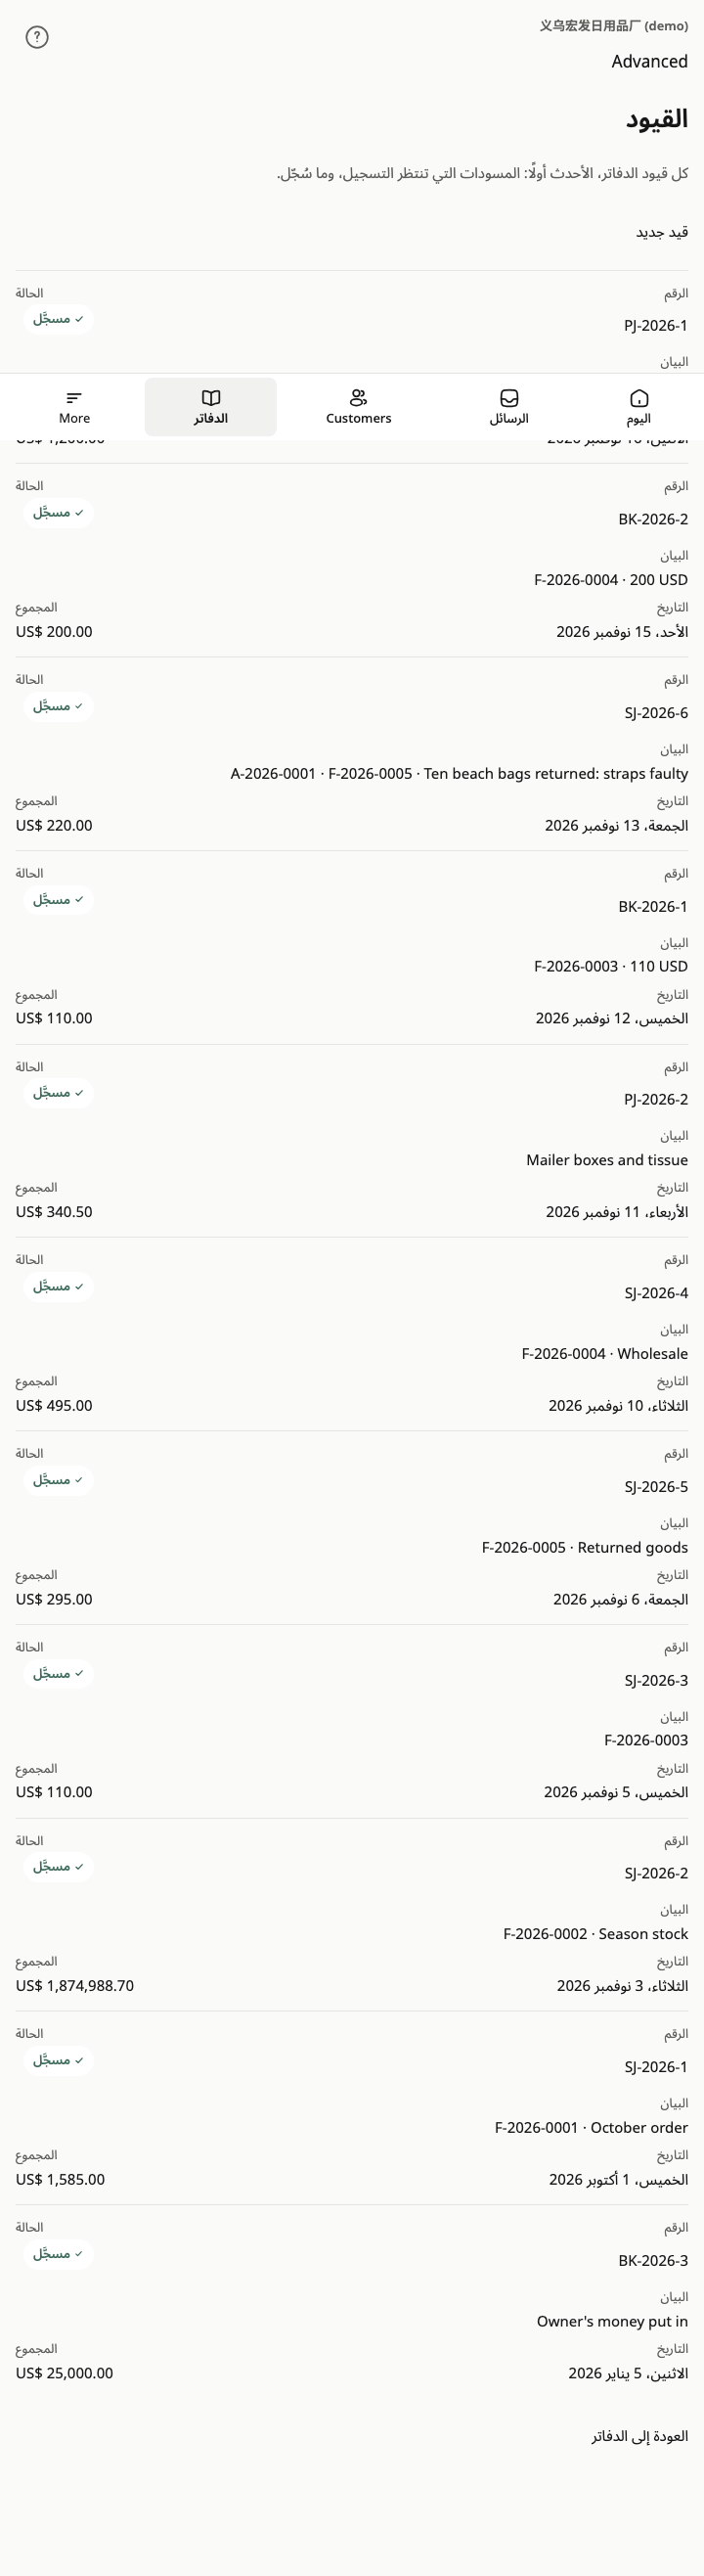 义乌宏发日用品厂 (demo)
Advanced
القيود
كل قيود الدفاتر، الأحدث أولًا: المسودات التي تنتظر التسجيل، وما سُجّل.
قيد جديد
الرقم الحالة
PJ-2026-1 مسجَّل
البيان
اليوم الرسائل Customers الدفاتر More
الاثنين، 16 نوفمبر 2026 US$ 1,200.00
الرقم الحالة
BK-2026-2 مسجَّل
البيان
F-2026-0004 · 200 USD
التاريخ المجموع
الأحد، 15 نوفمبر 2026 US$ 200.00
الرقم الحالة
SJ-2026-6 مسجَّل
البيان
A-2026-0001 · F-2026-0005 · Ten beach bags returned: straps faulty
التاريخ المجموع
الجمعة، 13 نوفمبر 2026 US$ 220.00
الرقم الحالة
BK-2026-1 مسجَّل
البيان
F-2026-0003 · 110 USD
التاريخ المجموع
الخميس، 12 نوفمبر 2026 US$ 110.00
الرقم الحالة
PJ-2026-2 مسجَّل
البيان
Mailer boxes and tissue
التاريخ المجموع
الأربعاء، 11 نوفمبر 2026 US$ 340.50
الرقم الحالة
SJ-2026-4 مسجَّل
البيان
F-2026-0004 · Wholesale
التاريخ المجموع
الثلاثاء، 10 نوفمبر 2026 US$ 495.00
الرقم الحالة
SJ-2026-5 مسجَّل
البيان
F-2026-0005 · Returned goods
التاريخ المجموع
الجمعة، 6 نوفمبر 2026 US$ 295.00
الرقم الحالة
SJ-2026-3 مسجَّل
البيان
F-2026-0003
التاريخ المجموع
الخميس، 5 نوفمبر 2026 US$ 110.00
الرقم الحالة
SJ-2026-2 مسجَّل
البيان
F-2026-0002 · Season stock
التاريخ المجموع
الثلاثاء، 3 نوفمبر 2026 US$ 1,874,988.70
الرقم الحالة
SJ-2026-1 مسجَّل
البيان
F-2026-0001 · October order
التاريخ المجموع
الخميس، 1 أكتوبر 2026 US$ 1,585.00
الرقم الحالة
BK-2026-3 مسجَّل
البيان
Owner's money put in
التاريخ المجموع
الاثنين، 5 يناير 2026 US$ 25,000.00
العودة إلى الدفاتر